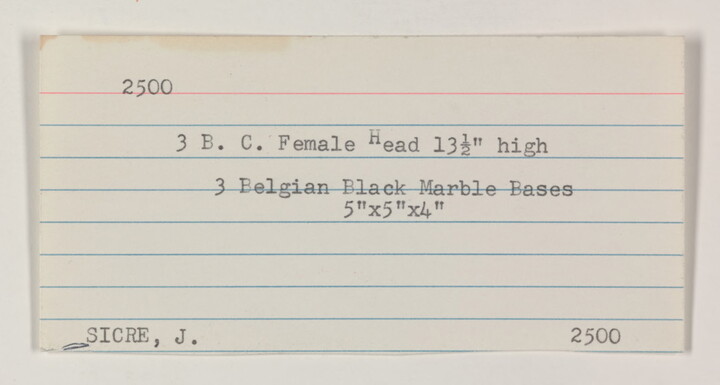 2500
3 B. C. Female Head 13½" high
3 Belgian Black Marble Bases
5"x5"x4"
SICRE, J. 2500